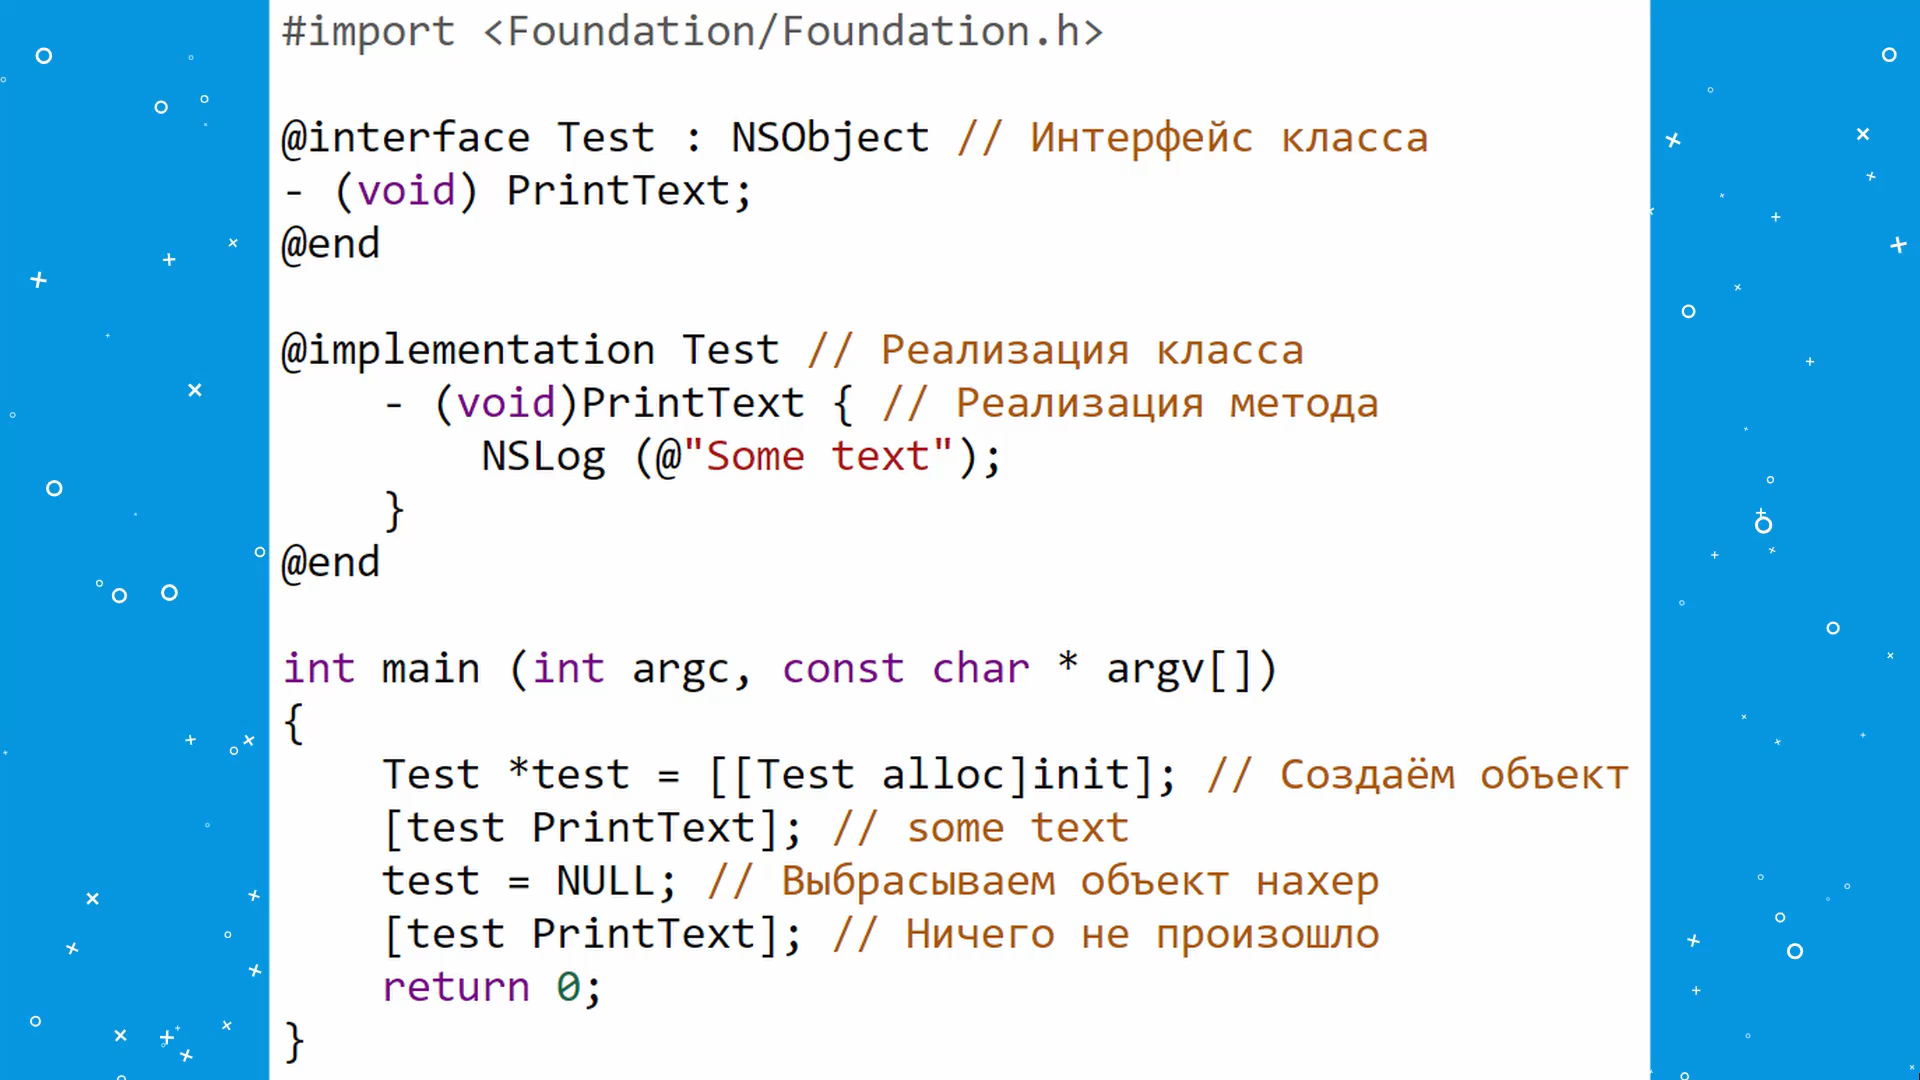 #import <Foundation/Foundation.h>
@interface Test : NSObject // Интерфейс класса
- (void) PrintText;
@end
@implementation Test // Реализация класса
- (void)PrintText { // Реализация метода
NSLog (@"Some text");
}
@end
int main (int argc, const char * argv[])
{
Test *test = [[Test alloc]init]; // Создаём объект
[test PrintText]; // some text
test = NULL; // Выбрасываем объект нахер
[test PrintText]; // Ничего не произошло
return 0;
}